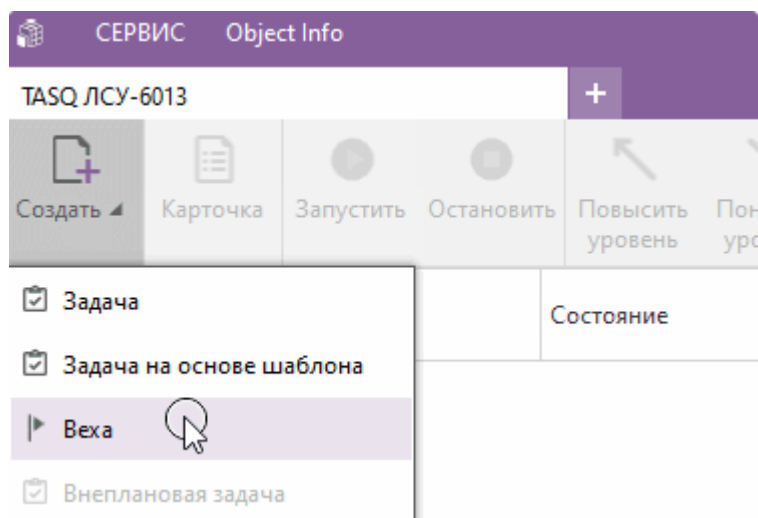 СЕРВИС Object Info
TASQ ЛСУ-6013 +
Создать Карточка Запустить Остановить Повысить уровень
Задача
Состояние
Задача на основе шаблона
Веха
Внеплановая задача